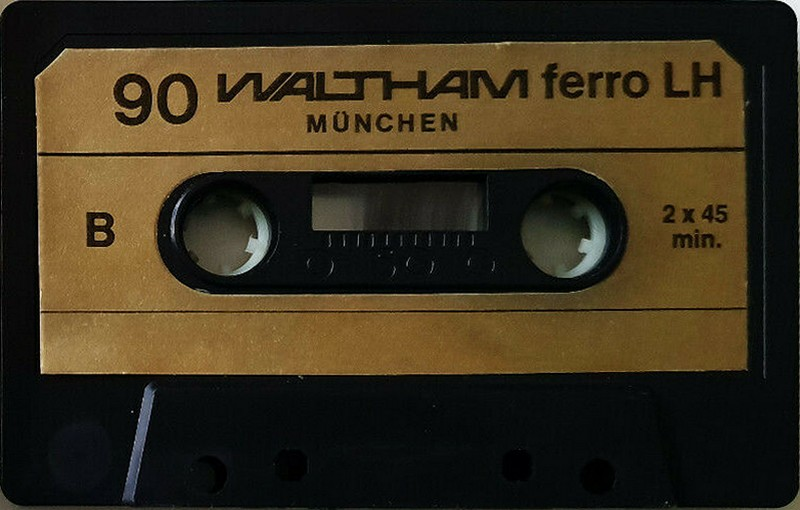 90 WALTHAM ferro LH
MÜNCHEN
B
2 x 45
min.